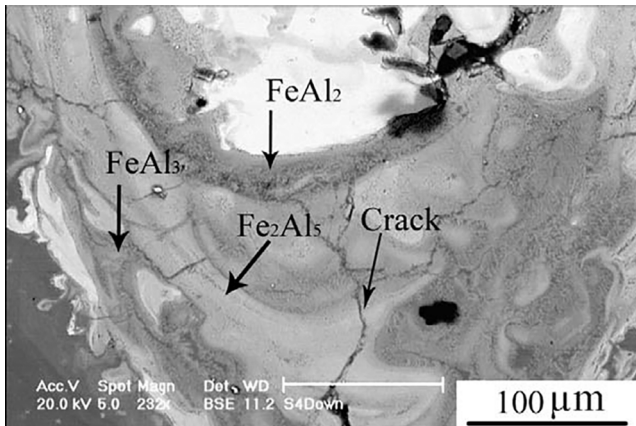 FeAl₂
FeAl₃
Fe₂Al₅
Crack
Acc.V Spot Magn Det WD
20.0 kV 5.0 232x BSE 11.2 S4Down
100 μm